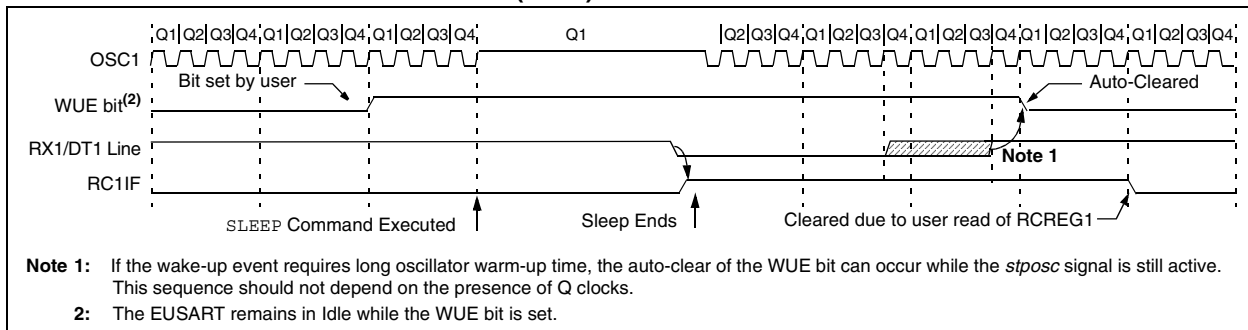 Q1 Q2 Q3 Q4 Q1 Q2 Q3 Q4 Q1 Q2 Q3 Q4 Q1 Q2 Q3 Q4 Q1 Q2 Q3 Q4 Q1 Q2 Q3 Q4 Q1 Q2 Q3 Q4 Q1 Q2 Q3 Q4
OSC1
Bit set by user
Auto-Cleared
WUE bit(2)
RX1/DT1 Line
Note 1
RC1IF
SLEEP Command Executed
Sleep Ends
Cleared due to user read of RCREG1
Note 1: If the wake-up event requires long oscillator warm-up time, the auto-clear of the WUE bit can occur while the stposc signal is still active.
This sequence should not depend on the presence of Q clocks.
2: The EUSART remains in Idle while the WUE bit is set.